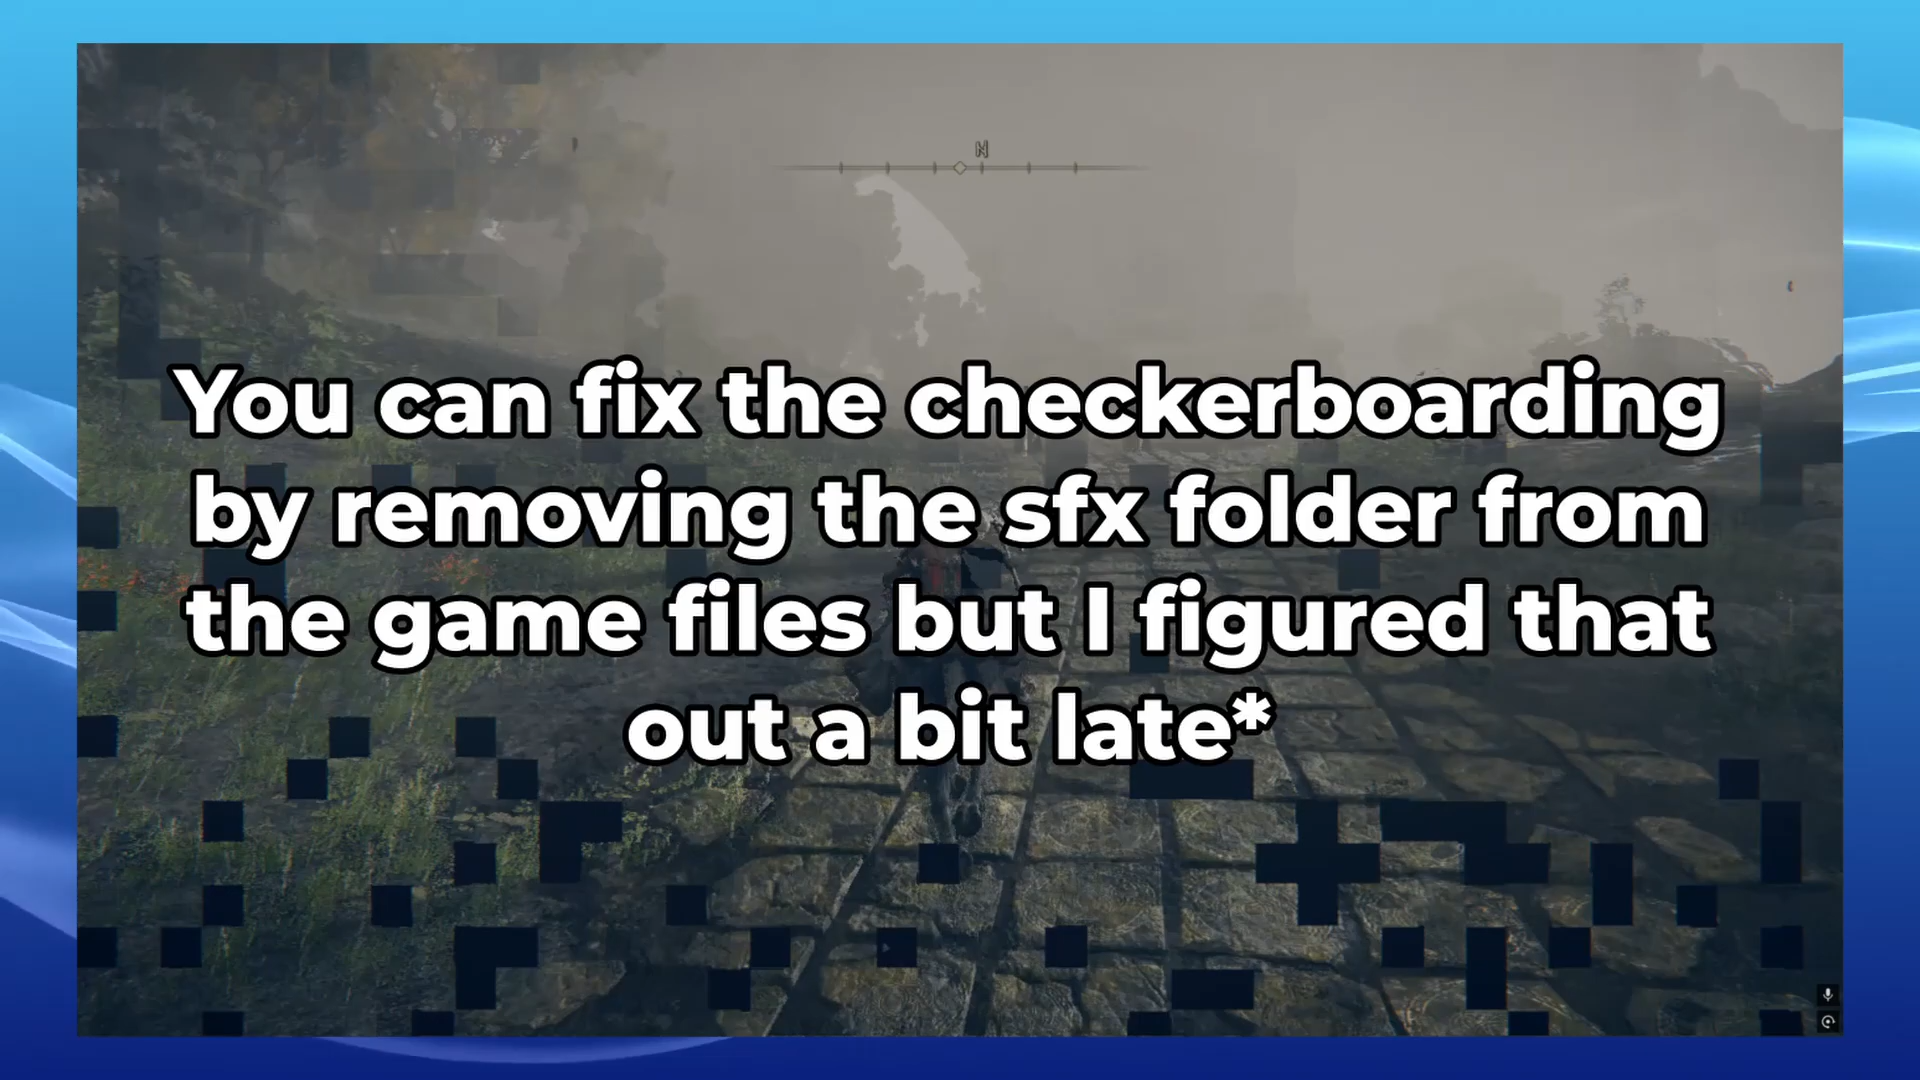 N
You can fix the checkerboarding
by removing the sfx folder from
the game files but I figured that
out a bit late*